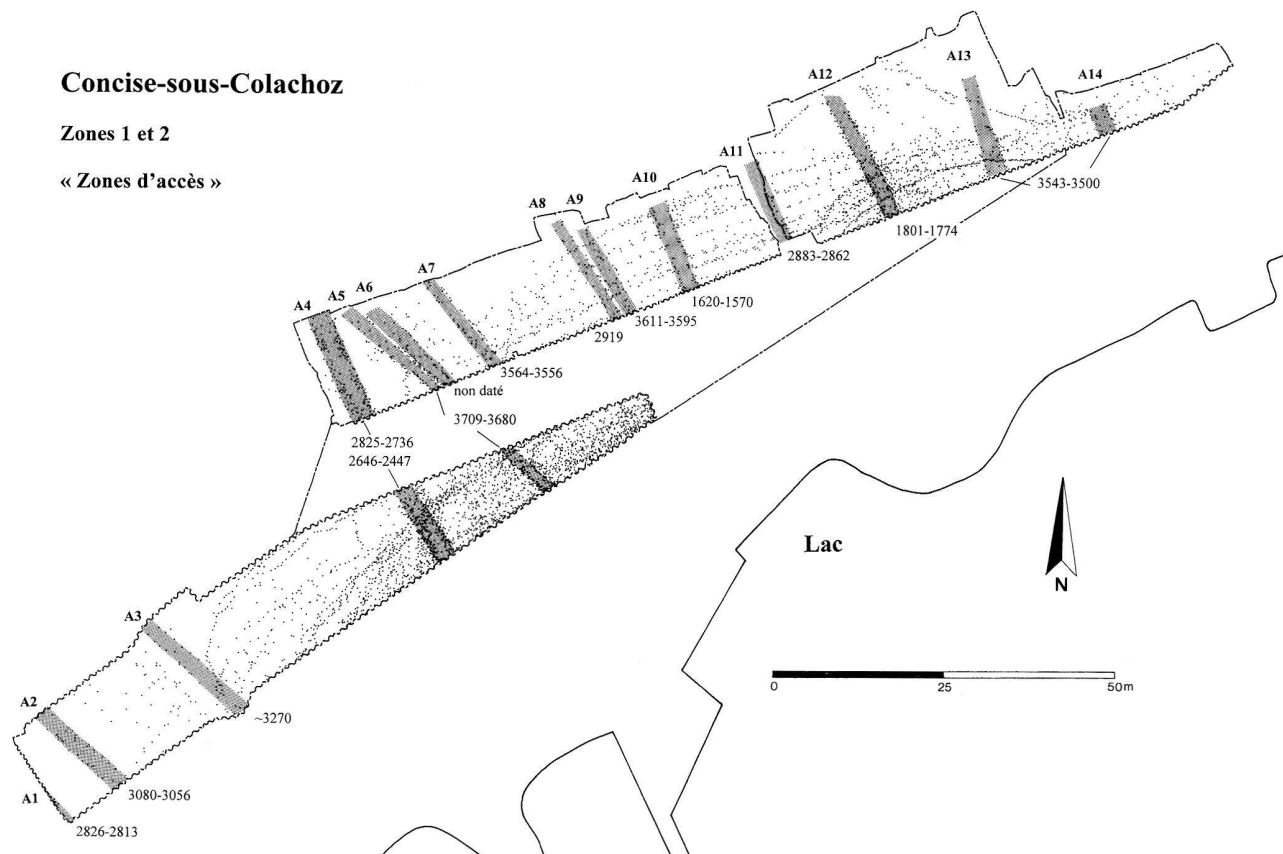 Concise-sous-Colachoz
Zones 1 et 2
« Zones d'accès »
A1
A2
A3
A4
A5
A6
A7
A8
A9
A10
A11
A12
A13
A14
3543-3500
1801-1774
2883-2862
1620-1570
3611-3595
2919
3564-3556
non daté
3709-3680
2825-2736
2646-2447
~3270
3080-3056
2826-2813
Lac
N
0
25
50m